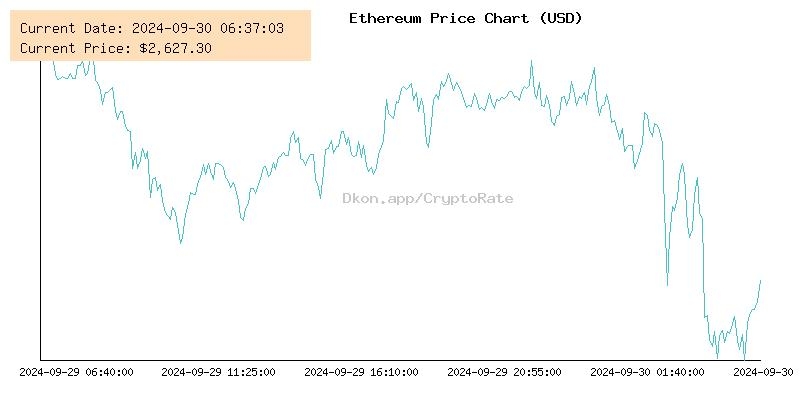 Ethereum Price Chart (USD)
Current Date: 2024-09-30 06:37:03
Current Price: $2,627.30
Dkon.app/CryptoRate
2024-09-29 06:40:00 2024-09-29 11:25:00 2024-09-29 16:10:00 2024-09-29 20:55:00 2024-09-30 01:40:00 2024-09-30